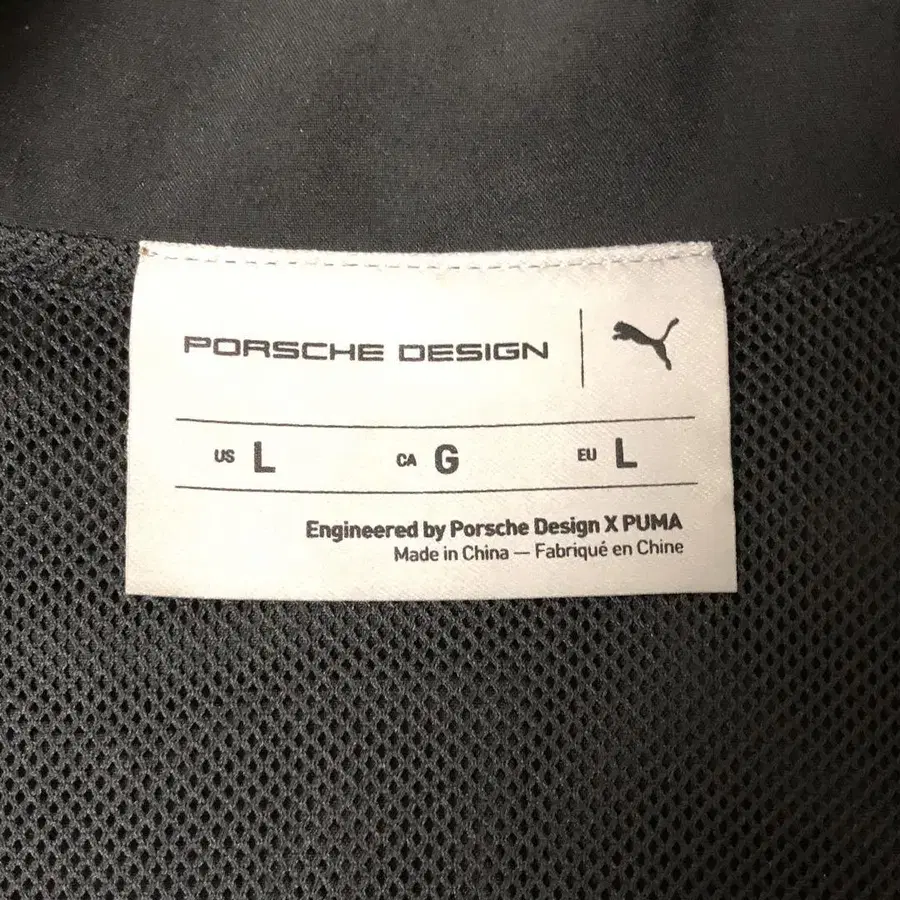 PORSCHE DESIGN
US L CA G EU L
Engineered by Porsche Design X PUMA
Made in China — Fabriqué en Chine